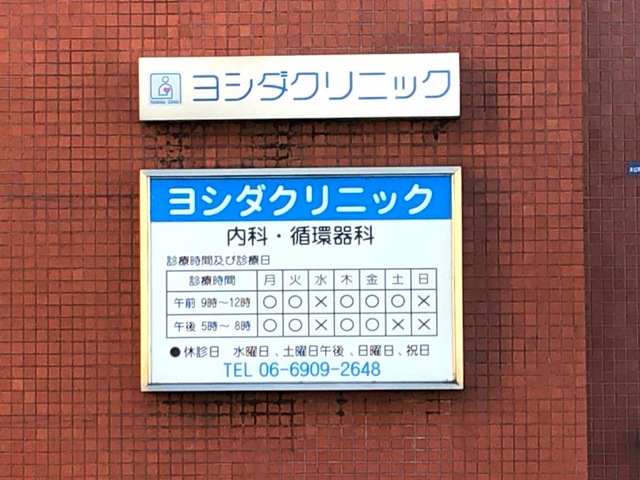 ヨシダクリニック
ヨシダクリニック
内科・循環器科
診療時間及び診療日
診療時間 月 火 水 木 金 土 日
午前 9時〜12時 ○ ○ × ○ ○ ○ ×
午後 5時〜 8時 ○ ○ × ○ ○ × ×
●休診日 水曜日、土曜日午後、日曜日、祝日
TEL 06-6909-2648